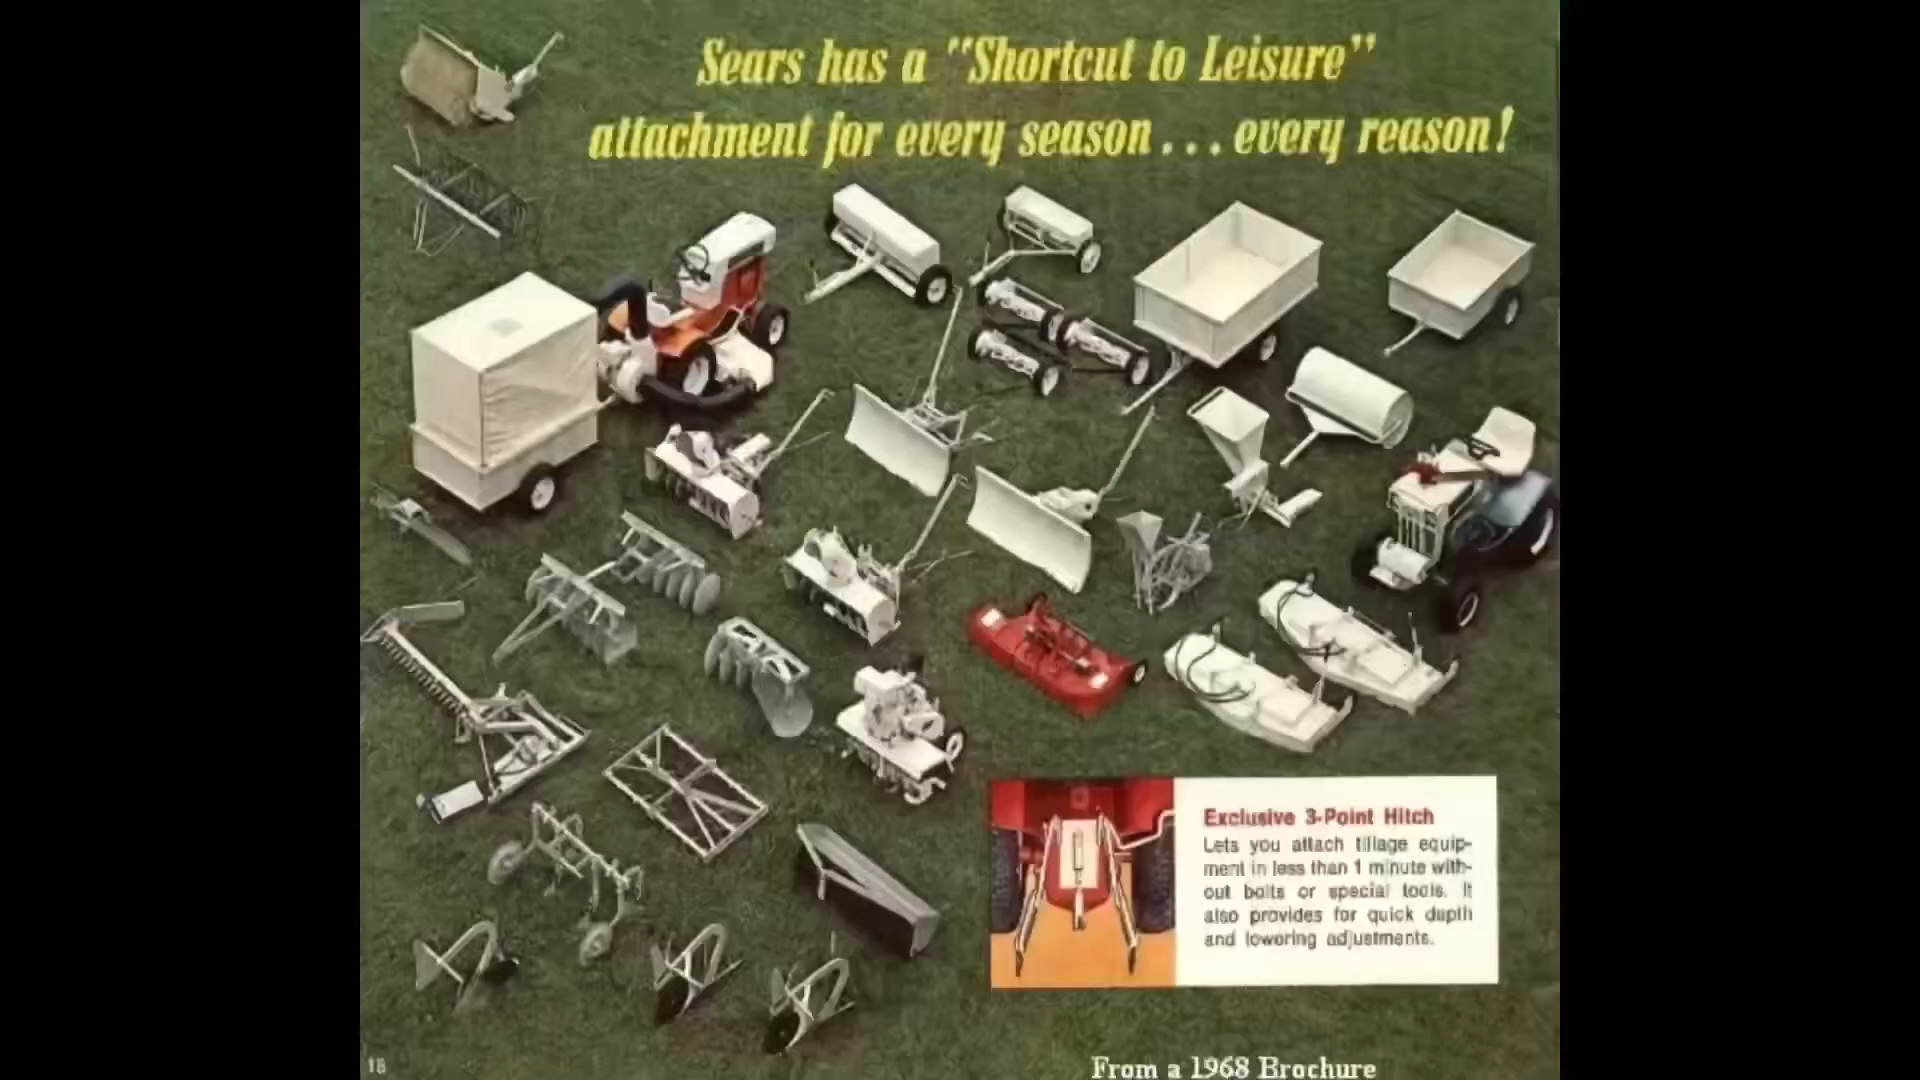 Sears has a "Shortcut to Leisure"
attachment for every season...every reason!
Exclusive 3-Point Hitch
Lets you attach tillage equip-
ment in less than 1 minute with-
out bolts or special tools. It
also provides for quick depth
and lowering adjustments.
18
From a 1968 Brochure